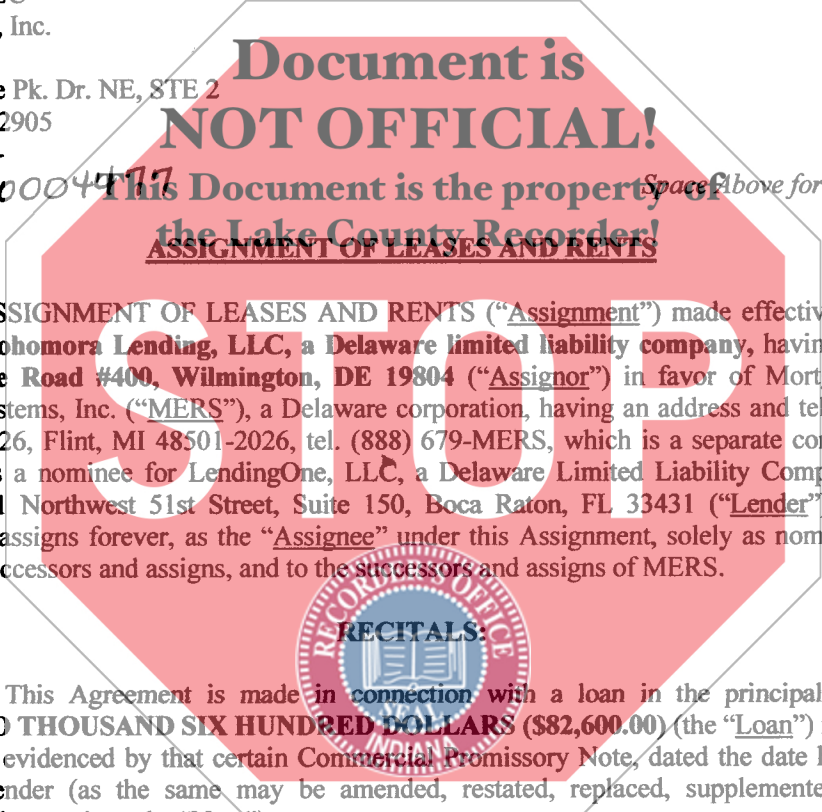 , Inc.
Document is
e Pk. Dr. NE, STE 2
NOT OFFICIAL!
2905
0004477
This Document is the property of
Space Above for
the Lake County Recorder!
ASSIGNMENT OF LEASES AND RENTS
SSIGNMENT OF LEASES AND RENTS (“Assignment”) made effectiv
ohomora Lending, LLC, a Delaware limited liability company, havin
e Road #400, Wilmington, DE 19804 (“Assignor”) in favor of Mort
stems, Inc. (“MERS”), a Delaware corporation, having an address and tel
26, Flint, MI 48501-2026, tel. (888) 679-MERS, which is a separate co
s a nominee for LendingOne, LLC, a Delaware Limited Liability Comp
Northwest 51st Street, Suite 150, Boca Raton, FL 33431 (“Lender”
assigns forever, as the “Assignee” under this Assignment, solely as nom
ccessors and assigns, and to the successors and assigns of MERS.
STOP
RECORDER'S OFFICE
SEAL
INDIANA
RECITALS:
This Agreement is made in connection with a loan in the principal
THOUSAND SIX HUNDRED DOLLARS ($82,600.00) (the “Loan”)
evidenced by that certain Commercial Promissory Note, dated the date
ender (as the same may be amended, restated, replaced, supplemente